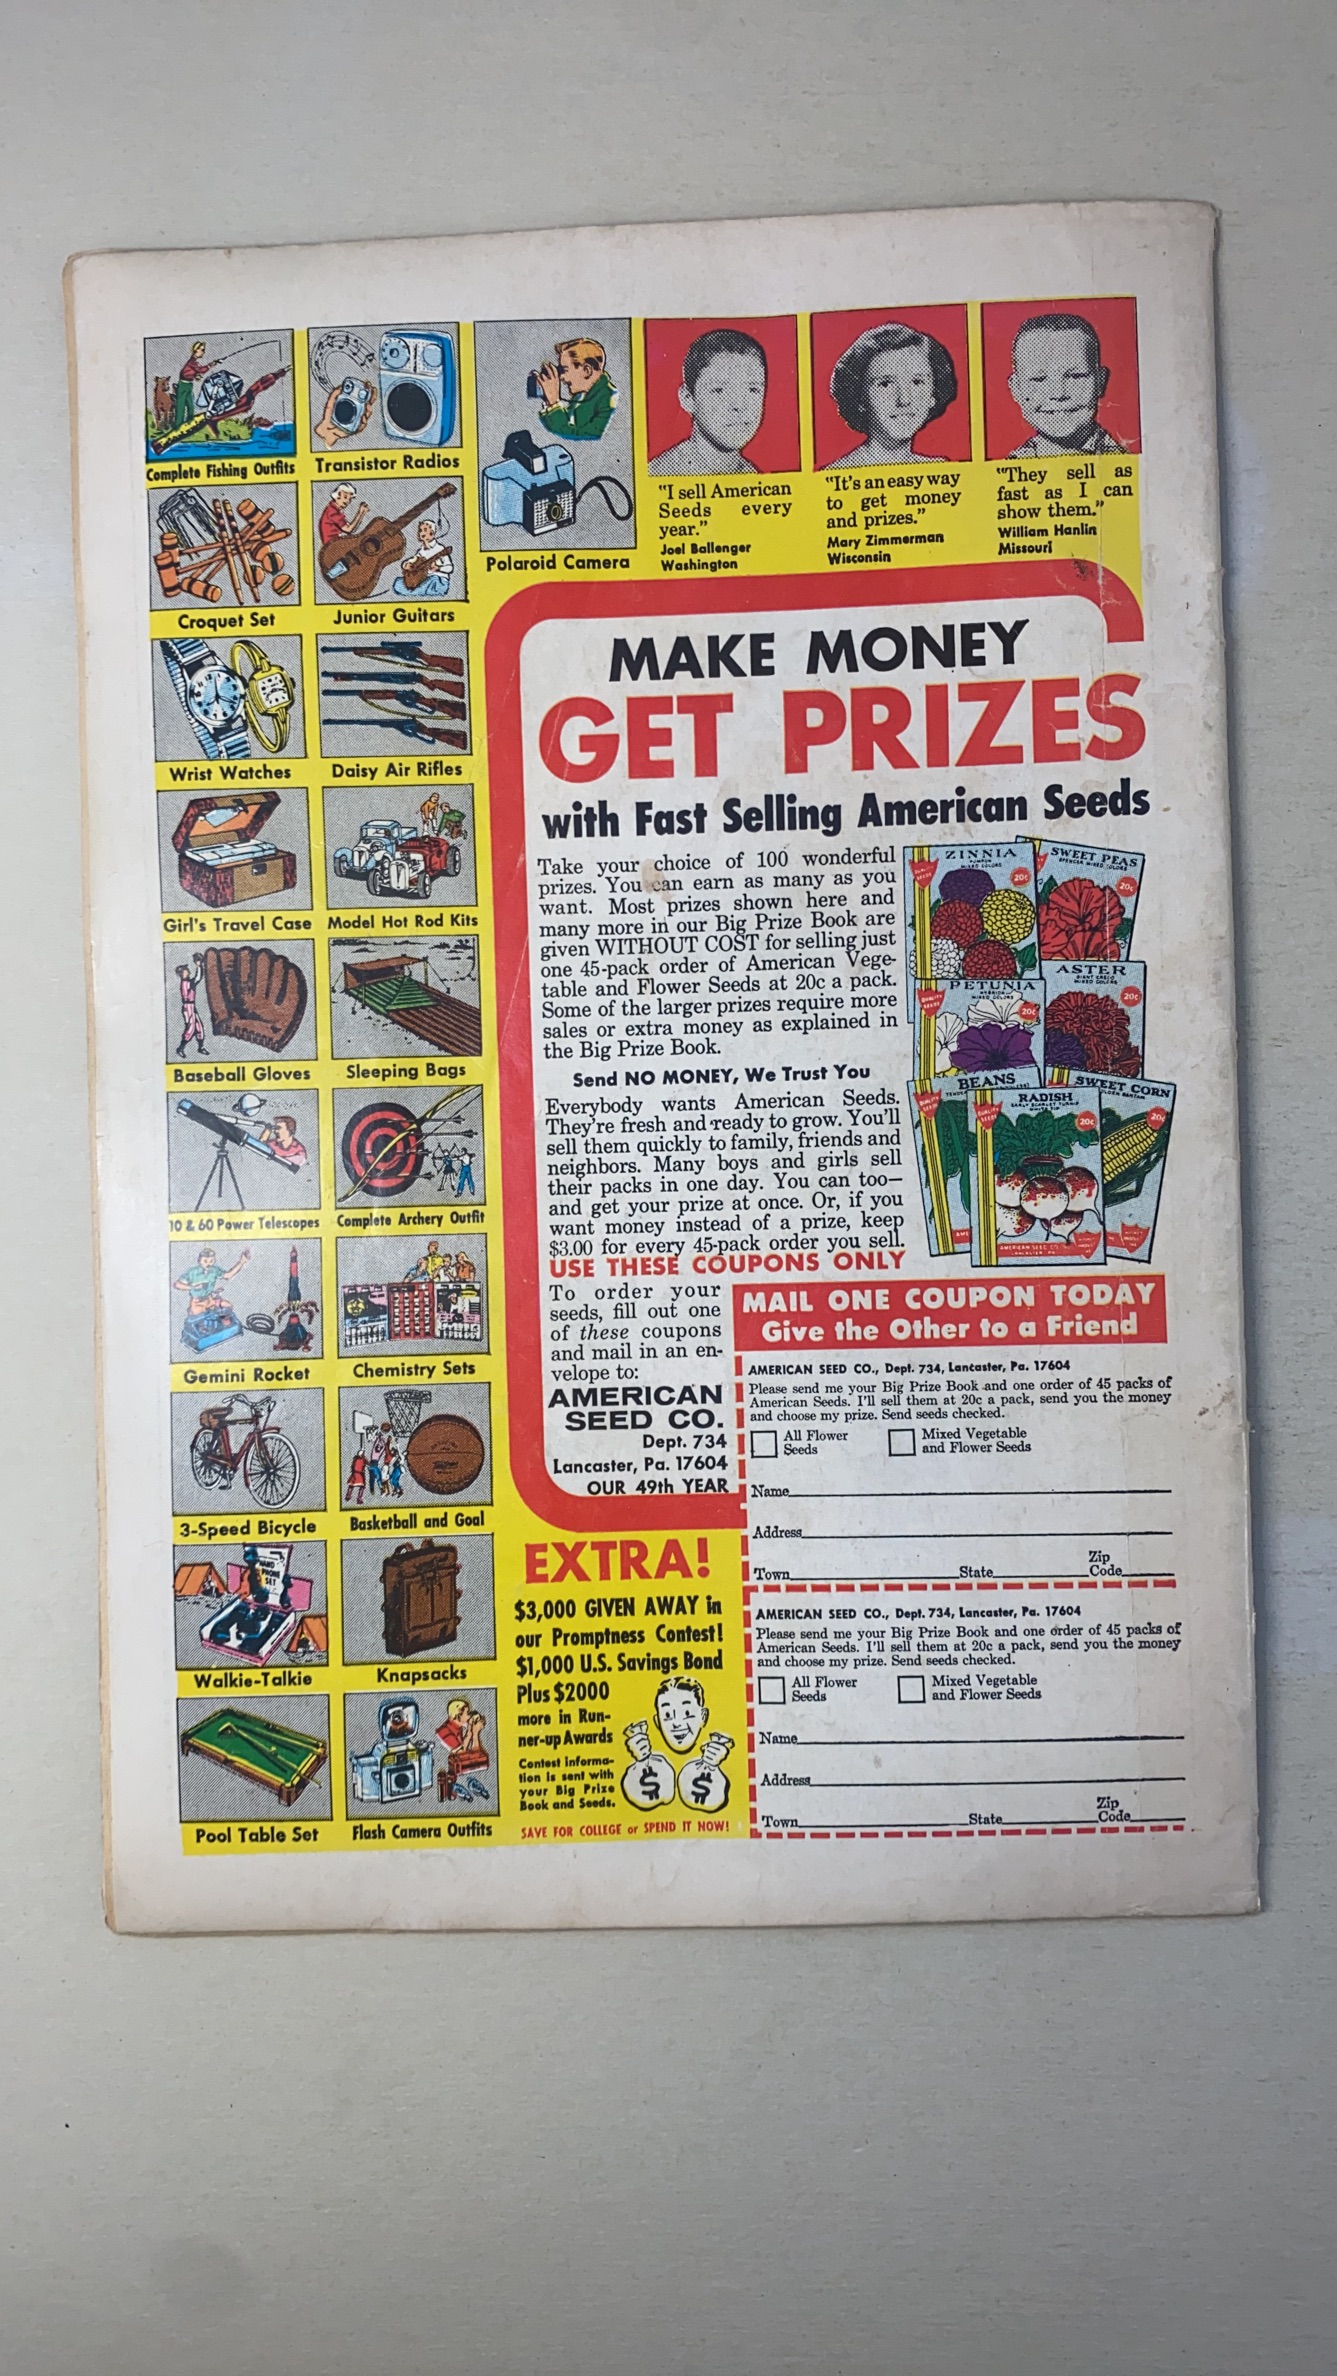 Complete Fishing Outfits
Transistor Radios
Polaroid Camera
Croquet Set
Junior Guitars
Wrist Watches
Daisy Air Rifles
Girl's Travel Case
Model Hot Rod Kits
Baseball Gloves
Sleeping Bags
10 & 60 Power Telescopes
Complete Archery Outfit
Gemini Rocket
Chemistry Sets
3-Speed Bicycle
Basketball and Goal
Walkie-Talkie
Knapsacks
Pool Table Set
Flash Camera Outfits
"I sell American
Seeds every
year."
Joel Ballenger
Washington
"It's an easy way
to get money
and prizes."
Mary Zimmerman
Wisconsin
"They sell as
fast as I can
show them."
William Hanlin
Missouri
MAKE MONEY
GET PRIZES
with Fast Selling American Seeds
Take your choice of 100 wonderful
prizes. You can earn as many as you
want. Most prizes shown here and
many more in our Big Prize Book are
given WITHOUT COST for selling just
one 45-pack order of American Vege-
table and Flower Seeds at 20c a pack.
Some of the larger prizes require more
sales or extra money as explained in
the Big Prize Book.
Send NO MONEY, We Trust You
Everybody wants American Seeds.
They're fresh and ready to grow. You'll
sell them quickly to family, friends and
neighbors. Many boys and girls sell
their packs in one day. You can too—
and get your prize at once. Or, if you
want money instead of a prize, keep
$3.00 for every 45-pack order you sell.
USE THESE COUPONS ONLY
ZINNIA
MIXED COLORS
20c
SWEET PEAS
SPENCER MIXED COLORS
20c
PETUNIA
MIXED COLORS
20c
ASTER
MIXED COLORS
20c
BEANS
RADISH
20c
SWEET CORN
20c
AMERICAN SEED CO.
To order your
seeds, fill out one
of these coupons
and mail in an en-
velope to:
AMERICAN
SEED CO.
Dept. 734
Lancaster, Pa. 17604
OUR 49th YEAR
MAIL ONE COUPON TODAY
Give the Other to a Friend
AMERICAN SEED CO., Dept. 734, Lancaster, Pa. 17604
Please send me your Big Prize Book and one order of 45 packs of
American Seeds. I'll sell them at 20c a pack, send you the money
and choose my prize. Send seeds checked.
All Flower
Seeds
Mixed Vegetable
and Flower Seeds
Name
Address
Town State Zip
Code
EXTRA!
$3,000 GIVEN AWAY in
our Promptness Contest!
$1,000 U.S. Savings Bond
Plus $2000
more in Run-
ner-up Awards
Contest informa-
tion is sent with
your Big Prize
Book and Seeds.
$ $
SAVE FOR COLLEGE or SPEND IT NOW!
AMERICAN SEED CO., Dept. 734, Lancaster, Pa. 17604
Please send me your Big Prize Book and one order of 45 packs of
American Seeds. I'll sell them at 20c a pack, send you the money
and choose my prize. Send seeds checked.
All Flower
Seeds
Mixed Vegetable
and Flower Seeds
Name
Address
Town State Zip
Code